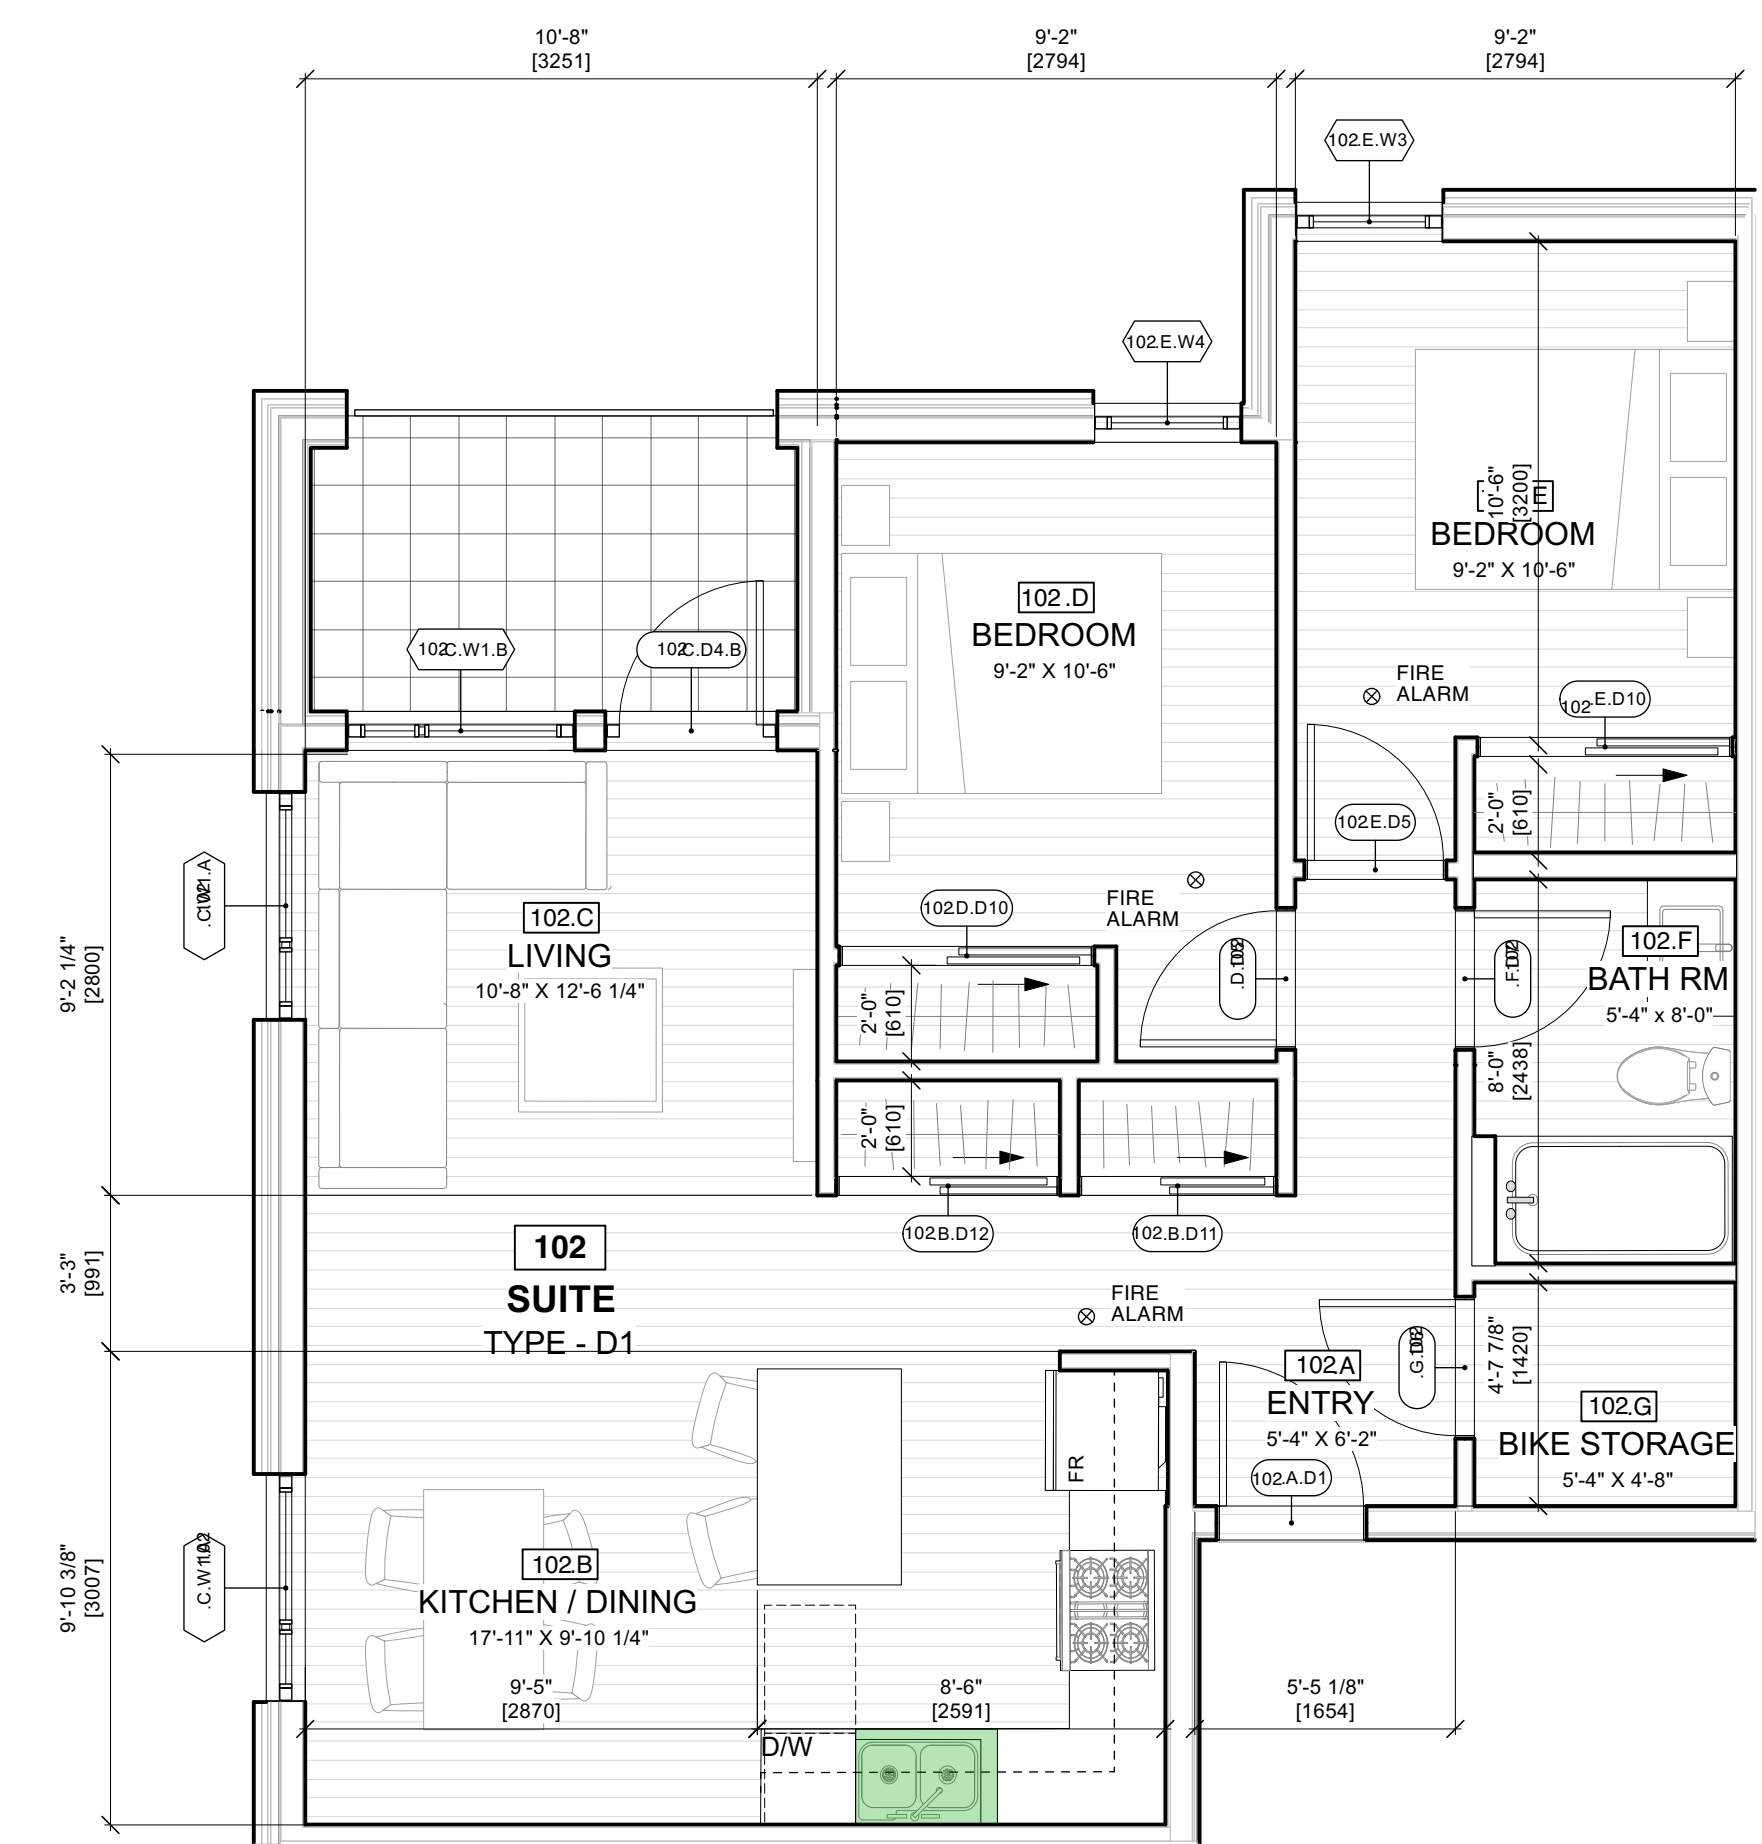 10'-8"
[3251]
9'-2"
[2794]
9'-2"
[2794]
102.E.W3
102.E.W4
10'-6"
[3200]
E
BEDROOM
9'-2" X 10'-6"
102.D
BEDROOM
9'-2" X 10'-6"
102.C.W1.B
102.C.D4.B
FIRE
ALARM
102.E.D10
2'-0"
[610]
102.E.D5
FIRE
ALARM
102.D.D10
102.C
LIVING
10'-8" X 12'-6 1/4"
9'-2 1/4"
[2800]
102.F
BATH RM
5'-4" x 8'-0"
8'-0"
[2438]
2'-0"
[610]
2'-0"
[610]
102.B.D12
102.B.D11
102
SUITE
TYPE - D1
3'-3"
[991]
FIRE
ALARM
102.A
ENTRY
5'-4" X 6'-2"
102.A.D1
4'-7 7/8"
[1420]
102.G
BIKE STORAGE
5'-4" X 4'-8"
FR
102.B
KITCHEN / DINING
17'-11" X 9'-10 1/4"
9'-10 3/8"
[3007]
9'-5"
[2870]
8'-6"
[2591]
5'-5 1/8"
[1654]
D/W